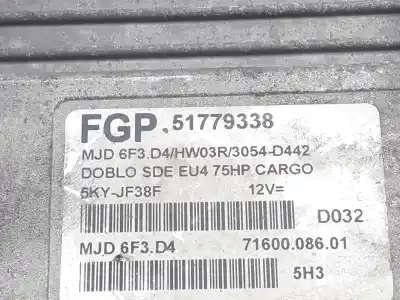 FGP. 51779338
MJD 6F3.D4/HW03R/3054-D442
DOBLO SDE EU4 75HP CARGO
5KY-JF38F 12V=
D032
MJD 6F3.D4 71600.086.01
5H3